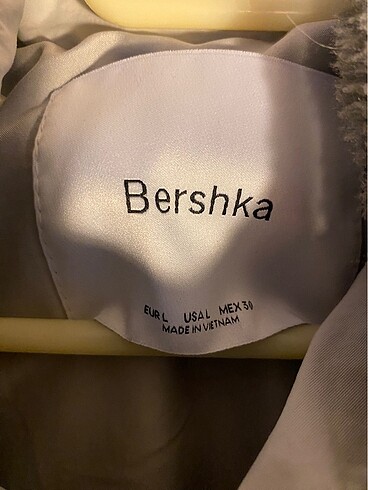 Bershka
EUR L USA L MEX 30
MADE IN VIETNAM